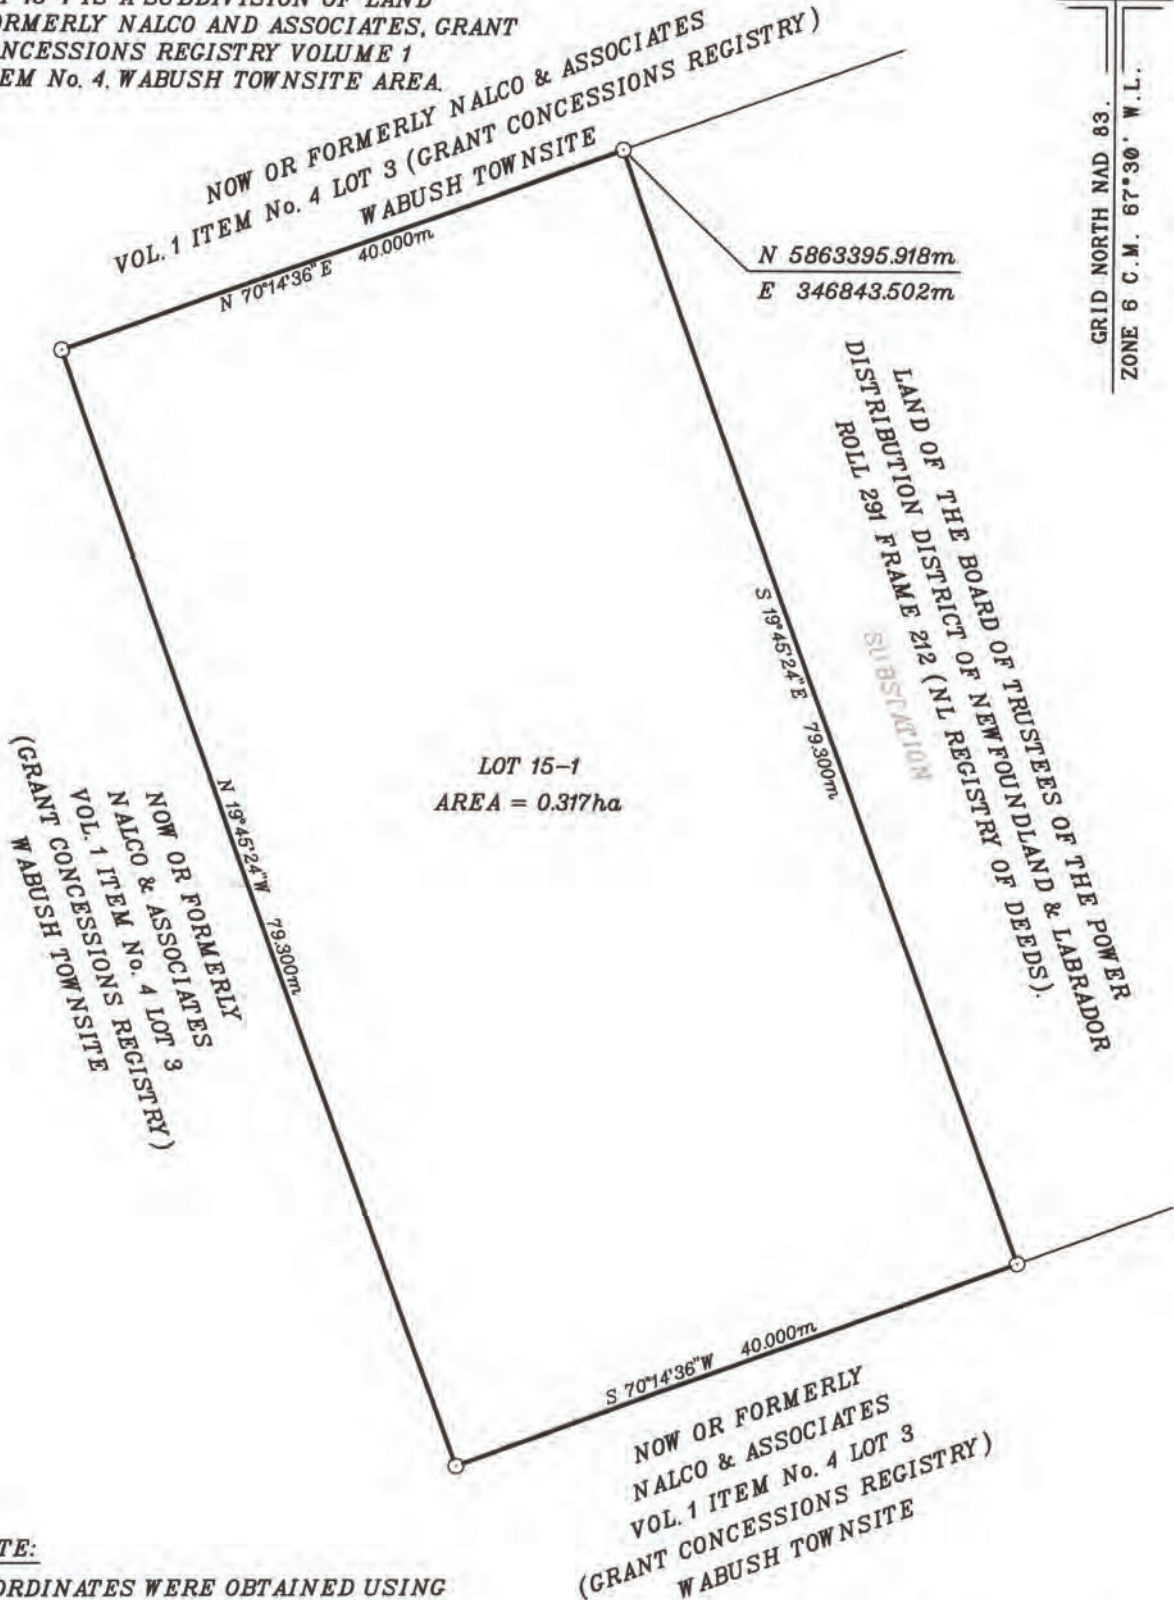 IS A SUBDIVISION OF LAND
NALCO AND ASSOCIATES, GRANT
REGISTRY VOLUME 1
No. 4, WABUSH TOWNSITE AREA.
NOW OR FORMERLY NALCO & ASSOCIATES
VOL. 1 ITEM No. 4 LOT 3 (GRANT CONCESSIONS REGISTRY)
WABUSH TOWNSITE
N 70°14'36"E 40.000m
GRID NORTH NAD 83.
ZONE 6 C.M. 67°30' W.L.
N 5863395.918m
E 346843.502m
LAND OF THE BOARD OF TRUSTEES OF THE POWER
DISTRIBUTION DISTRICT OF NEWFOUNDLAND & LABRADOR
ROLL 291 FRAME 212 (NL REGISTRY OF DEEDS).
SUBSTATION
S 19°45'24"E 79.300m
LOT 15-1
AREA = 0.317ha
N 19°45'24"W 79.300m
NOW OR FORMERLY
NALCO & ASSOCIATES
VOL. 1 ITEM No. 4 LOT 3
(GRANT CONCESSIONS REGISTRY)
WABUSH TOWNSITE
S 70°14'36"W 40.000m
NOW OR FORMERLY
NALCO & ASSOCIATES
VOL. 1 ITEM No. 4 LOT 3
(GRANT CONCESSIONS REGISTRY)
WABUSH TOWNSITE
TE:
ORDINATES WERE OBTAINED USING